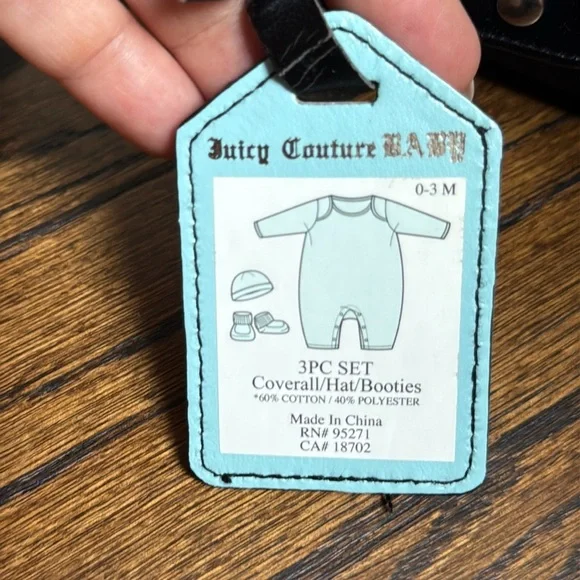 Juicy Couture BABY
0-3 M
3PC SET
Coverall/Hat/Booties
*60% COTTON / 40% POLYESTER
Made In China
RN# 95271
CA# 18702